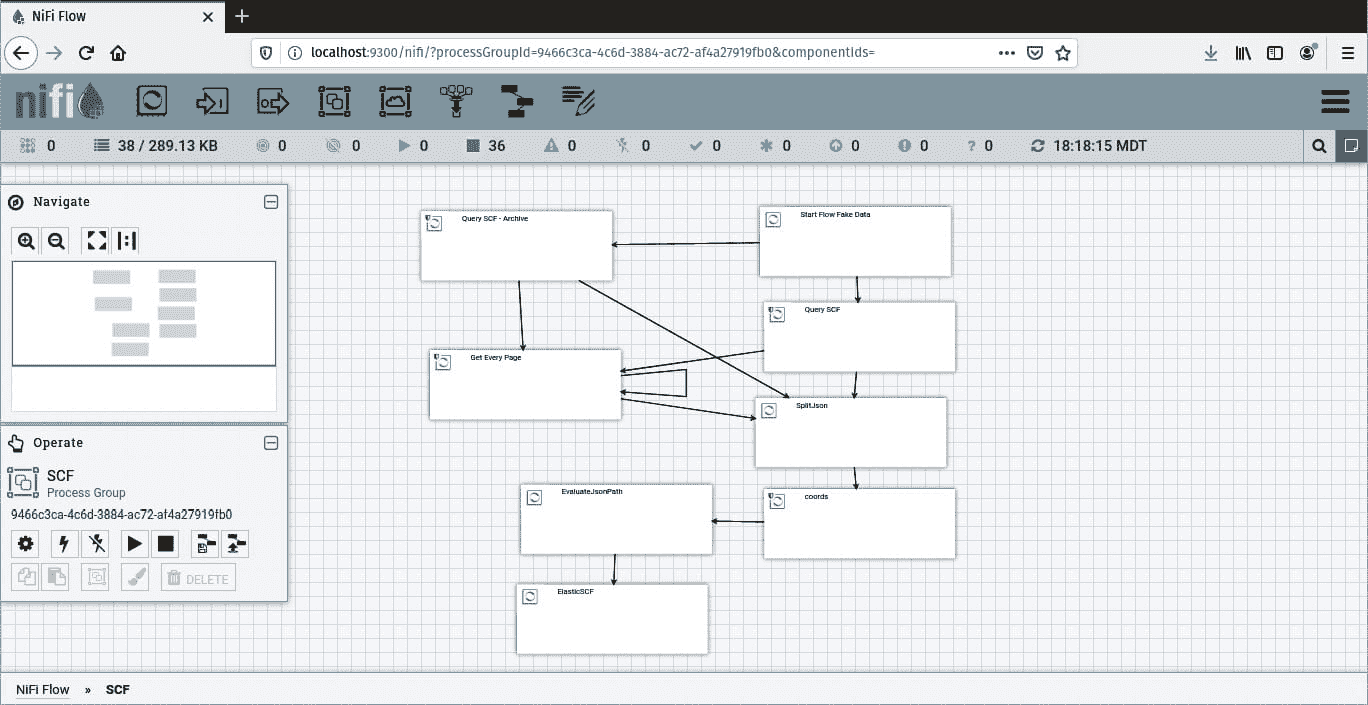 NiFi Flow
localhost:9300/nifi/?processGroupId=9466c3ca-4c6d-3884-ac72-af4a27919fb0&componentIds=
nifi
0 38 / 289.13 KB 0 0 0 36 0 0 0 0 0 0 ? 0 18:18:15 MDT
Navigate
Query SCF - Archive
Start Flow Fake Data
Query SCF
Get Every Page
SplitJson
Operate
SCF
Process Group
9466c3ca-4c6d-3884-ac72-af4a27919fb0
EvaluateJsonPath
coords
DELETE
ElasticSCF
NiFi Flow » SCF